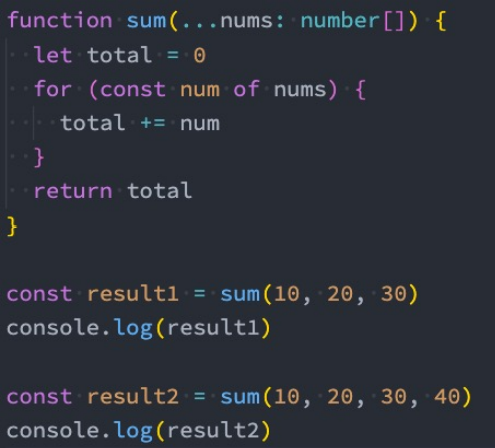 function sum(...nums: number[]) {
  let total = 0
  for (const num of nums) {
    total += num
  }
  return total
}

const result1 = sum(10, 20, 30)
console.log(result1)

const result2 = sum(10, 20, 30, 40)
console.log(result2)